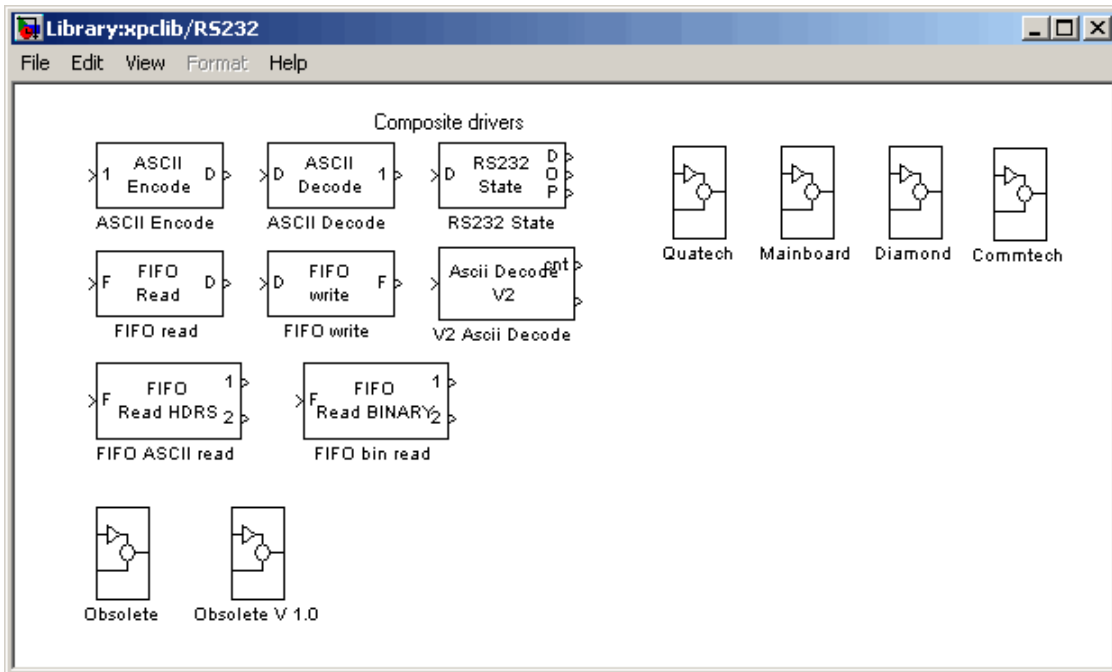 Library:xpclib/RS232
File Edit View Format Help
Composite drivers
1 ASCII Encode D
D ASCII Decode 1
D RS232 State D O P
ASCII Encode
ASCII Decode
RS232 State
Quatech
Mainboard
Diamond
Commtech
F FIFO Read D
D FIFO write F
Ascii Decode V2 cnt
FIFO read
FIFO write
V2 Ascii Decode
F FIFO Read HDRS 1 2
F FIFO Read BINARY 1 2
FIFO ASCII read
FIFO bin read
Obsolete
Obsolete V 1.0